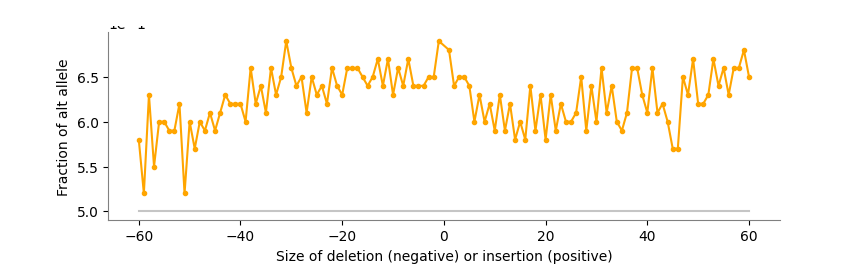 6.5
6.0
5.5
5.0
Fraction of alt allele
−60 −40 −20 0 20 40 60
Size of deletion (negative) or insertion (positive)